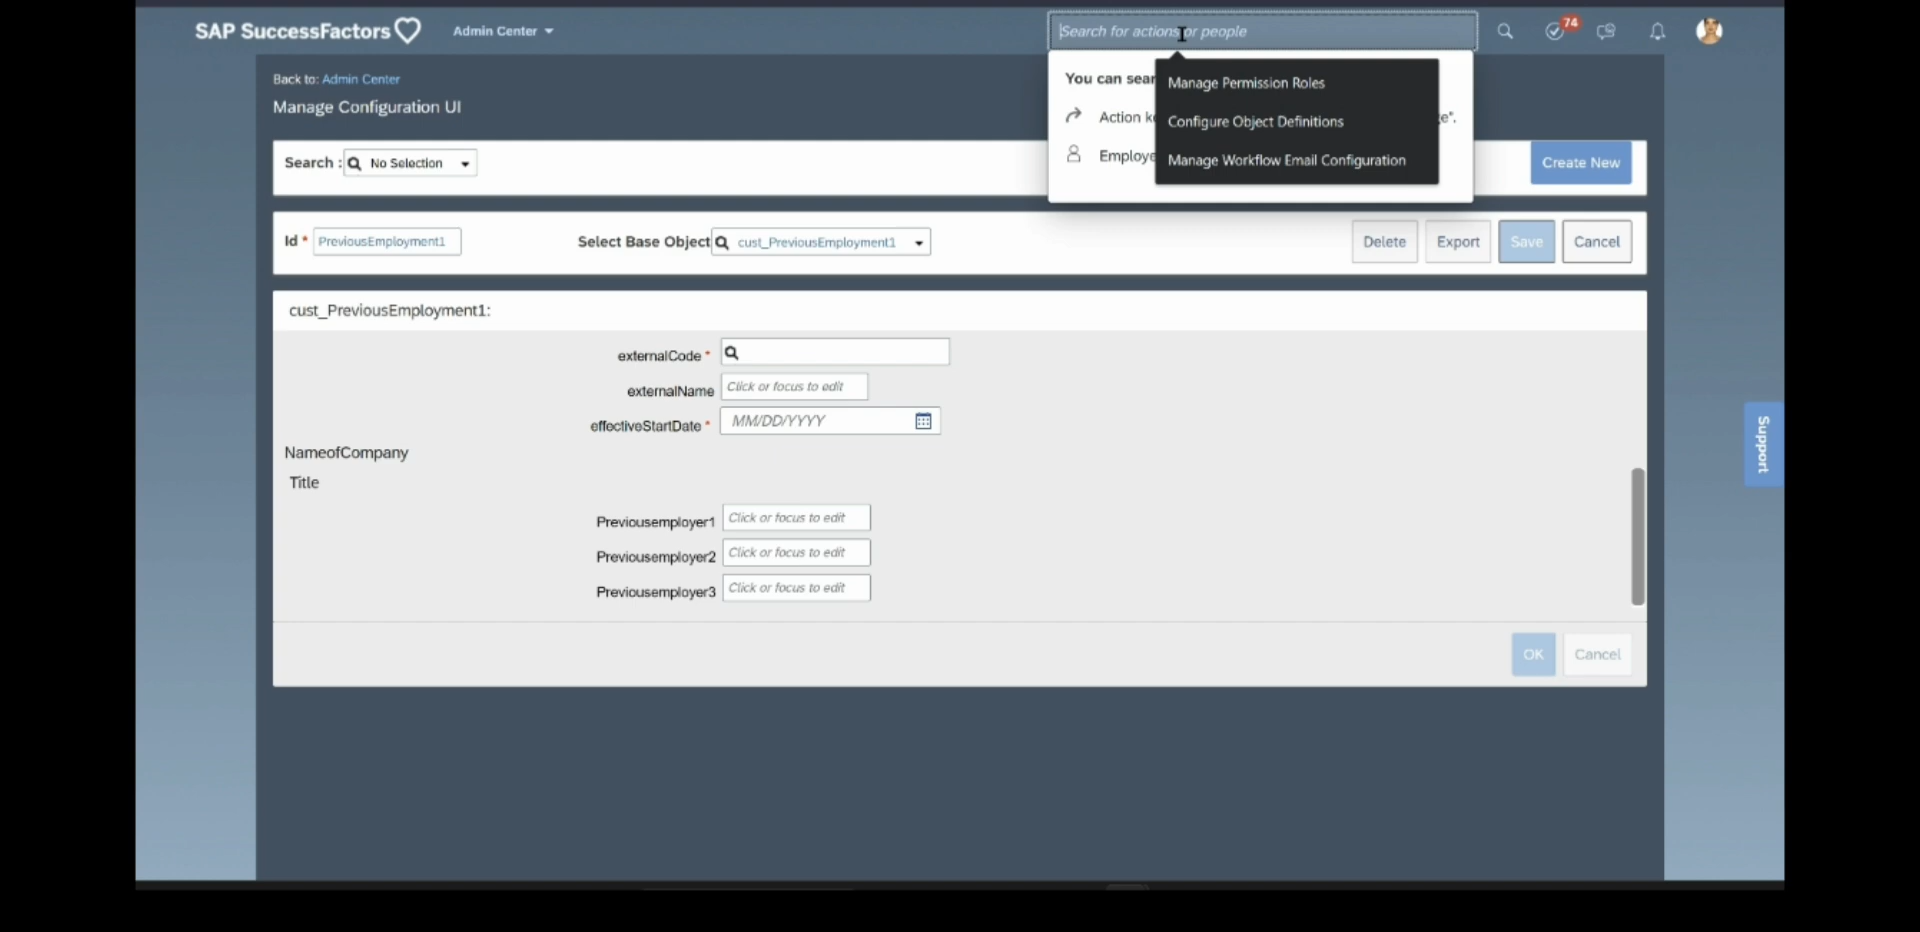 SAP SuccessFactors
Admin Center
Search for actions or people
74
Back to: Admin Center
Manage Configuration UI
You can sear
Manage Permission Roles
Action k
Configure Object Definitions
e".
Employe
Manage Workflow Email Configuration
Search : No Selection
Create New
Id * PreviousEmployment1
Select Base Object cust_PreviousEmployment1
Delete
Export
Save
Cancel
cust_PreviousEmployment1:
externalCode *
externalName Click or focus to edit
effectiveStartDate * MM/DD/YYYY
NameofCompany
Title
Previousemployer1 Click or focus to edit
Previousemployer2 Click or focus to edit
Previousemployer3 Click or focus to edit
OK
Cancel
Support